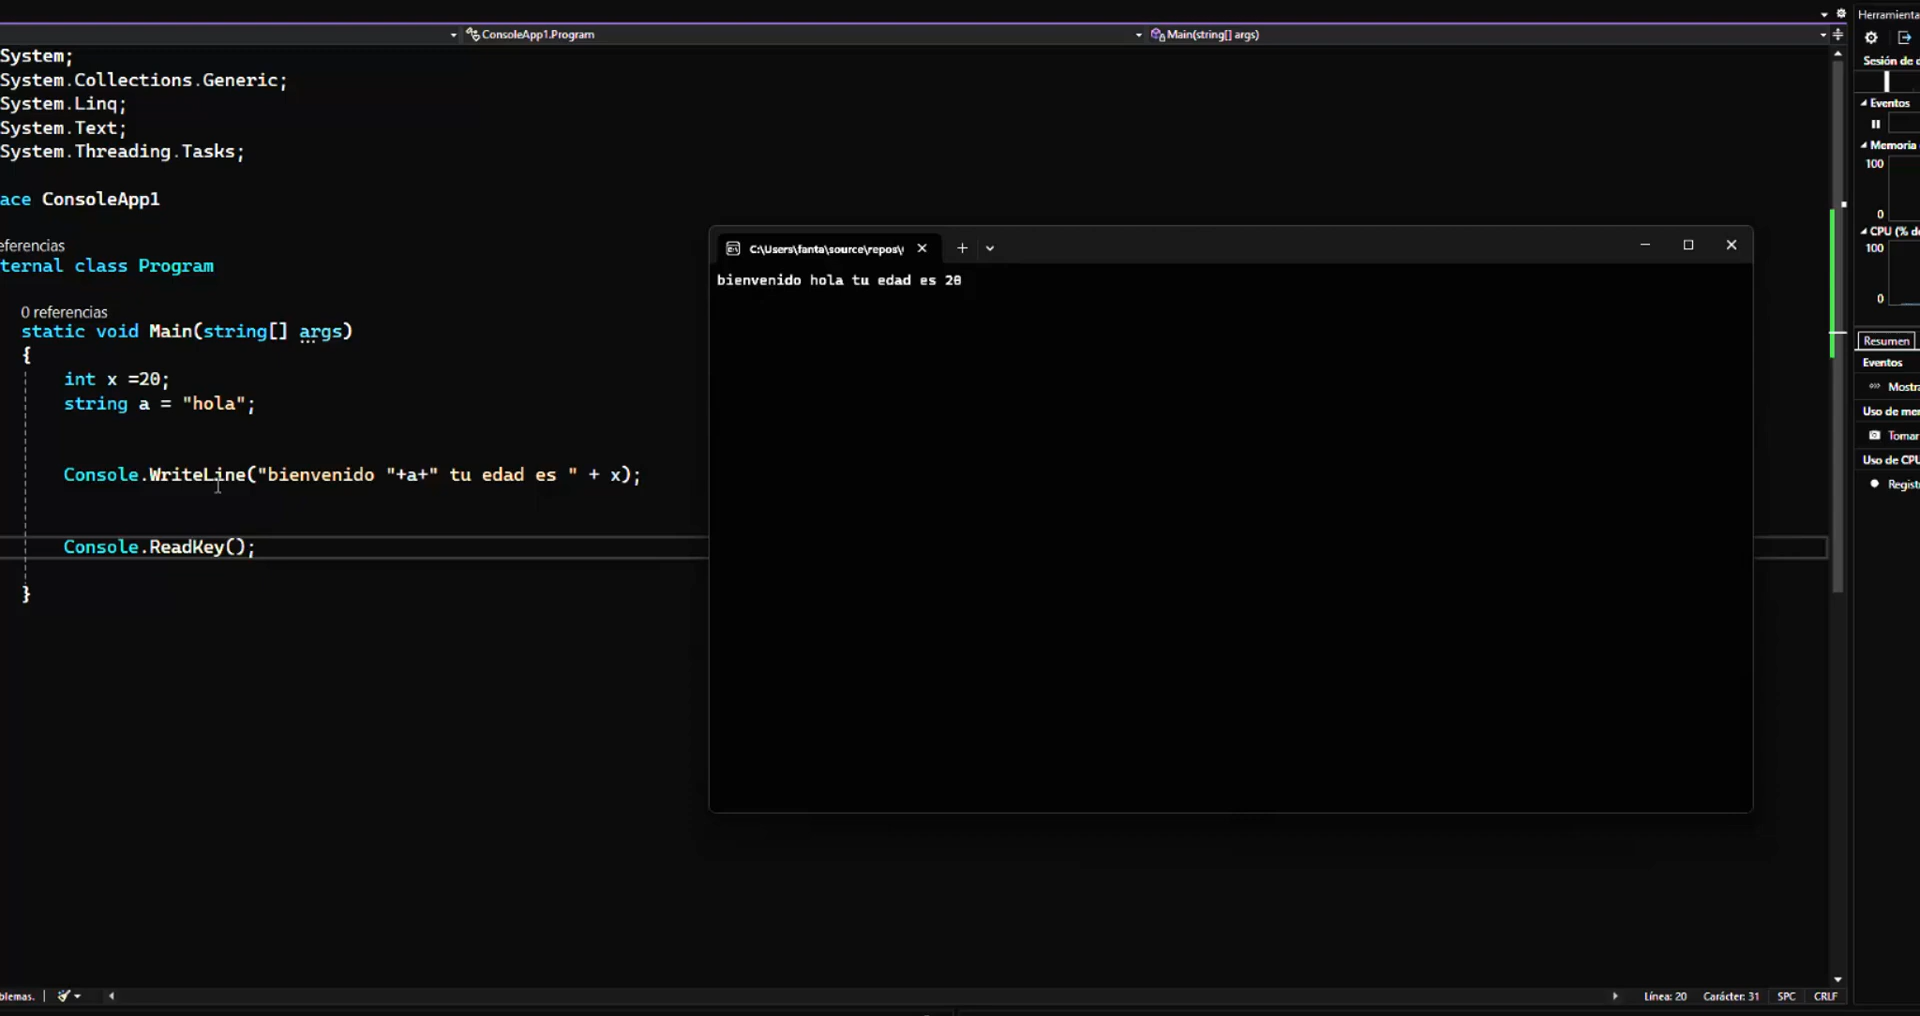 Herramienta
ConsoleApp1.Program
Main(string[] args)
System;
System.Collections.Generic;
System.Linq;
System.Text;
System.Threading.Tasks;
ace ConsoleApp1
eferencias
ternal class Program
0 referencias
static void Main(string[] args)
{
int x =20;
string a = "hola";
Console.WriteLine("bienvenido "+a+" tu edad es " + x);
Console.ReadKey();
}
C:\Users\fanta\source\repos\
bienvenido hola tu edad es 20
Sesión de d
Eventos
Memoria
100
0
CPU (% de
100
0
Resumen
Eventos
Mostra
Uso de mem
Tomar
Uso de CPU
Registr
blemas.
Línea: 20 Carácter: 31 SPC CRLF